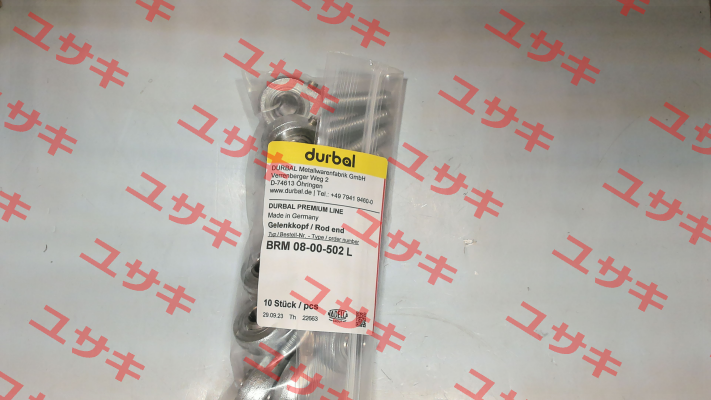 durbal
DURBAL Metallwarenfabrik GmbH
Verrenberger Weg 2
D-74613 Öhringen
www.durbal.de | Tel.: +49 7941 9460-0
DURBAL PREMIUM LINE
Made in Germany
Gelenkkopf / Rod end
Typ / Bestell-Nr. - Type / order number
BRM 08-00-502 L
10 Stück / pcs
29.09.23 Th 22563
ユサキ